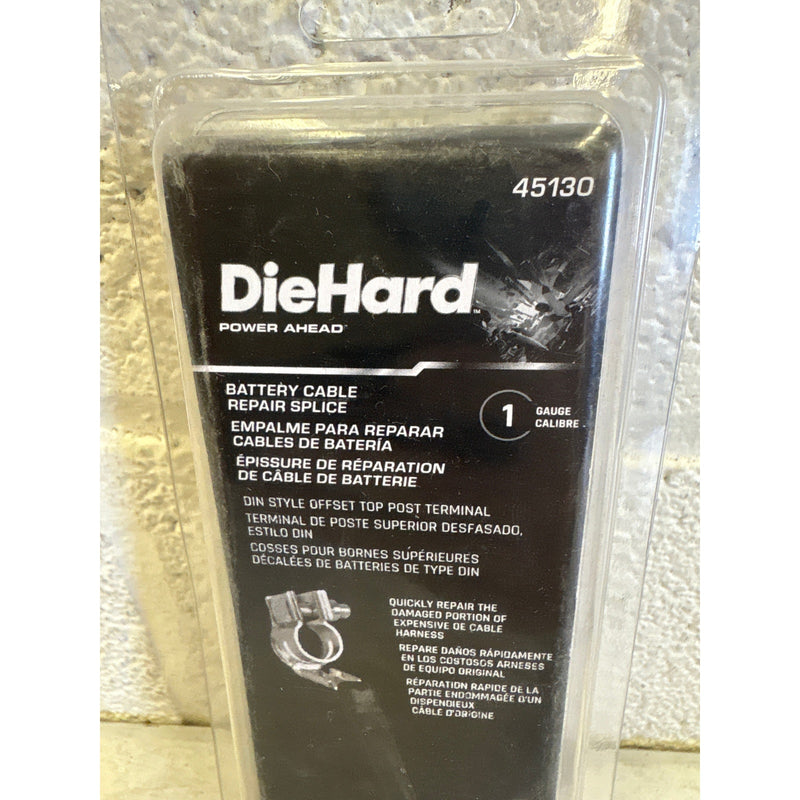 45130
DieHard™
POWER AHEAD™
BATTERY CABLE
REPAIR SPLICE
1
GAUGE
CALIBRE
EMPALME PARA REPARAR
CABLES DE BATERÍA
ÉPISSURE DE RÉPARATION
DE CÂBLE DE BATTERIE
DIN STYLE OFFSET TOP POST TERMINAL
TERMINAL DE POSTE SUPERIOR DESFASADO,
ESTILO DIN
COSSES POUR BORNES SUPÉRIEURES
DÉCALÉES DE BATTERIES DE TYPE DIN
QUICKLY REPAIR THE
DAMAGED PORTION OF
EXPENSIVE OE CABLE
HARNESS
REPARE DAÑOS RÁPIDAMENTE
EN LOS COSTOSOS ARNESES
DE EQUIPO ORIGINAL
RÉPARATION RAPIDE DE LA
PARTIE ENDOMMAGÉE D'UN
DISPENDIEUX
CÂBLE D'ORIGINE